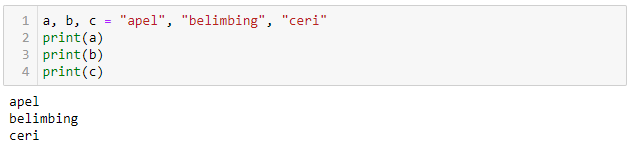 1 a, b, c = "apel", "belimbing", "ceri"
2 print(a)
3 print(b)
4 print(c)
apel
belimbing
ceri